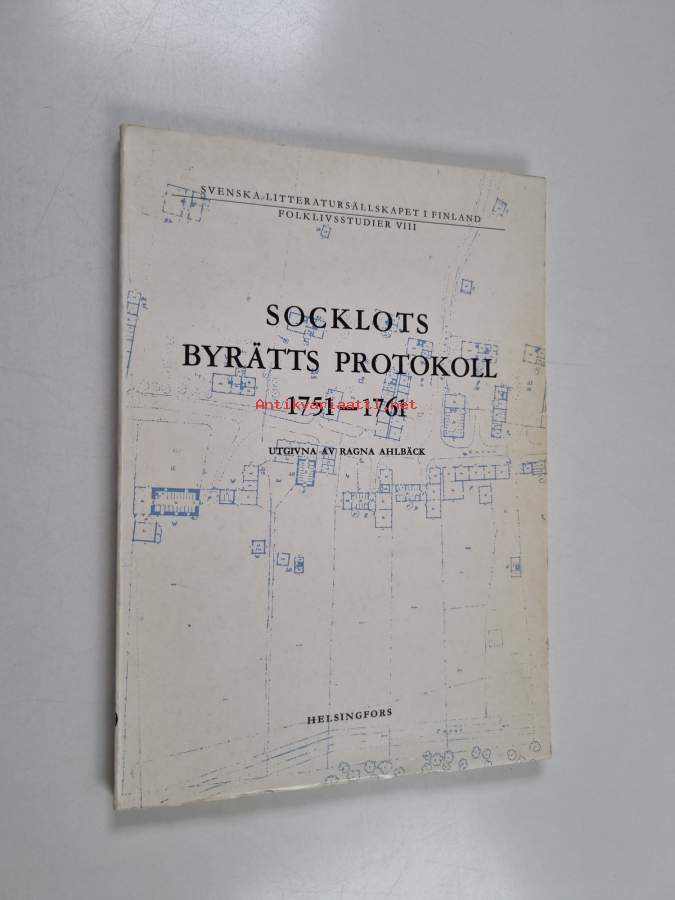 SVENSKA LITTERATURSÄLLSKAPET I FINLAND
FOLKLIVSSTUDIER VIII
SOCKLOTS
BYRÄTTS PROTOKOLL
Antikvariaatti.net
1751—1761
UTGIVNA AV RAGNA AHLBÄCK
HELSINGFORS